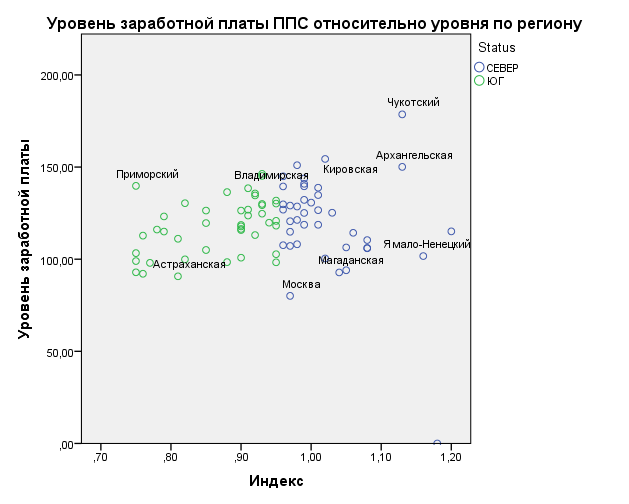 Уровень заработной платы ППС относительно уровня по региону
Status
СЕВЕР
ЮГ
200,00
150,00
100,00
50,00
,00
Уровень заработной платы
Чукотский
Архангельская
Кировская
Владимирская
Приморский
Ямало-Ненецкий
Магаданская
Астраханская
Москва
,70
,80
,90
1,00
1,10
1,20
Индекс